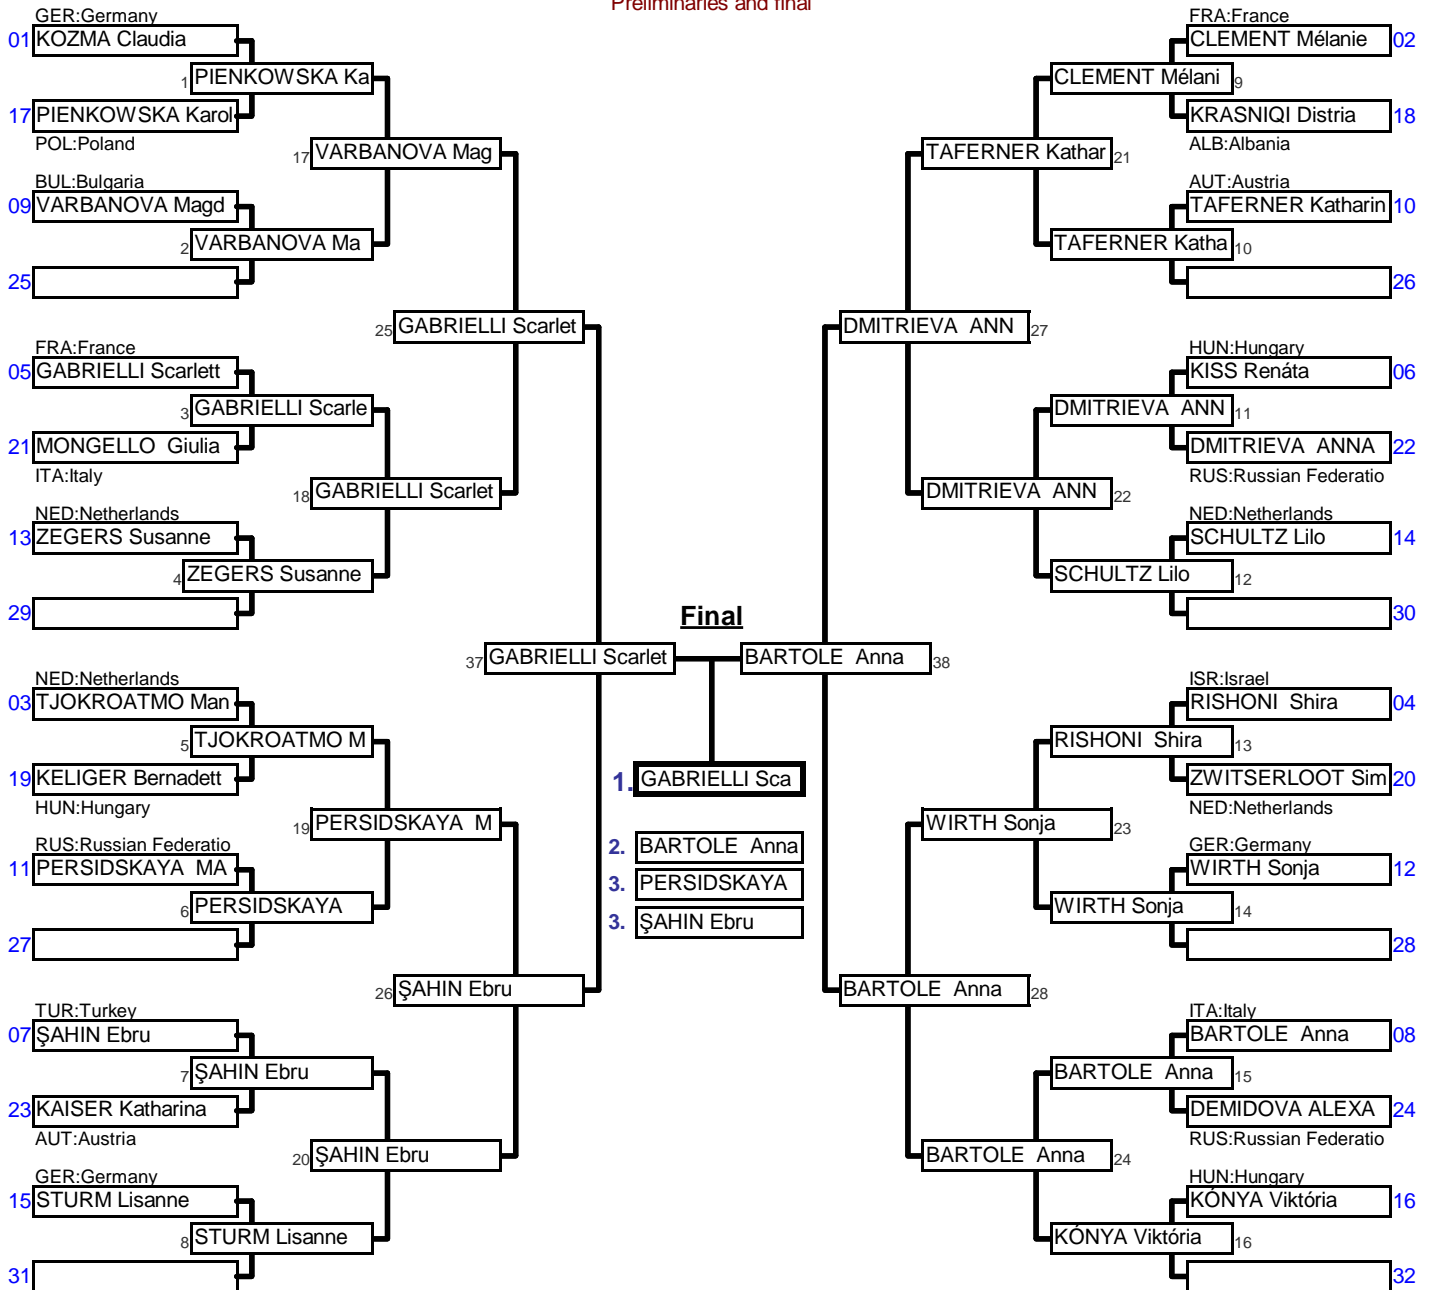 Preliminaries and final
GER:Germany
01 KOZMA Claudia
1 PIENKOWSKA Ka
17 PIENKOWSKA Karol
POL:Poland
17 VARBANOVA Mag
BUL:Bulgaria
09 VARBANOVA Magd
2 VARBANOVA Ma
25
25 GABRIELLI Scarlet
FRA:France
05 GABRIELLI Scarlett
3 GABRIELLI Scarle
21 MONGELLO Giulia
ITA:Italy
18 GABRIELLI Scarlet
NED:Netherlands
13 ZEGERS Susanne
4 ZEGERS Susanne
29
37 GABRIELLI Scarlet
NED:Netherlands
03 TJOKROATMO Man
5 TJOKROATMO M
19 KELIGER Bernadett
HUN:Hungary
19 PERSIDSKAYA M
RUS:Russian Federatio
11 PERSIDSKAYA MA
6 PERSIDSKAYA
27
26 ŞAHIN Ebru
TUR:Turkey
07 ŞAHIN Ebru
7 ŞAHIN Ebru
23 KAISER Katharina
AUT:Austria
20 ŞAHIN Ebru
GER:Germany
15 STURM Lisanne
8 STURM Lisanne
31
Final
1. GABRIELLI Sca
2. BARTOLE Anna
3. PERSIDSKAYA
3. ŞAHIN Ebru
FRA:France
CLEMENT Mélanie 02
CLEMENT Mélani 9
KRASNIQI Distria 18
ALB:Albania
TAFERNER Kathar 21
AUT:Austria
TAFERNER Katharin 10
TAFERNER Katha 10
26
DMITRIEVA ANN 27
HUN:Hungary
KISS Renáta 06
DMITRIEVA ANN 11
DMITRIEVA ANNA 22
RUS:Russian Federatio
DMITRIEVA ANN 22
NED:Netherlands
SCHULTZ Lilo 14
SCHULTZ Lilo 12
30
BARTOLE Anna 38
ISR:Israel
RISHONI Shira 04
RISHONI Shira 13
ZWITSERLOOT Sim 20
NED:Netherlands
WIRTH Sonja 23
GER:Germany
WIRTH Sonja 12
WIRTH Sonja 14
28
BARTOLE Anna 28
ITA:Italy
BARTOLE Anna 08
BARTOLE Anna 15
DEMIDOVA ALEXA 24
RUS:Russian Federatio
BARTOLE Anna 24
HUN:Hungary
KÓNYA Viktória 16
KÓNYA Viktória 16
32